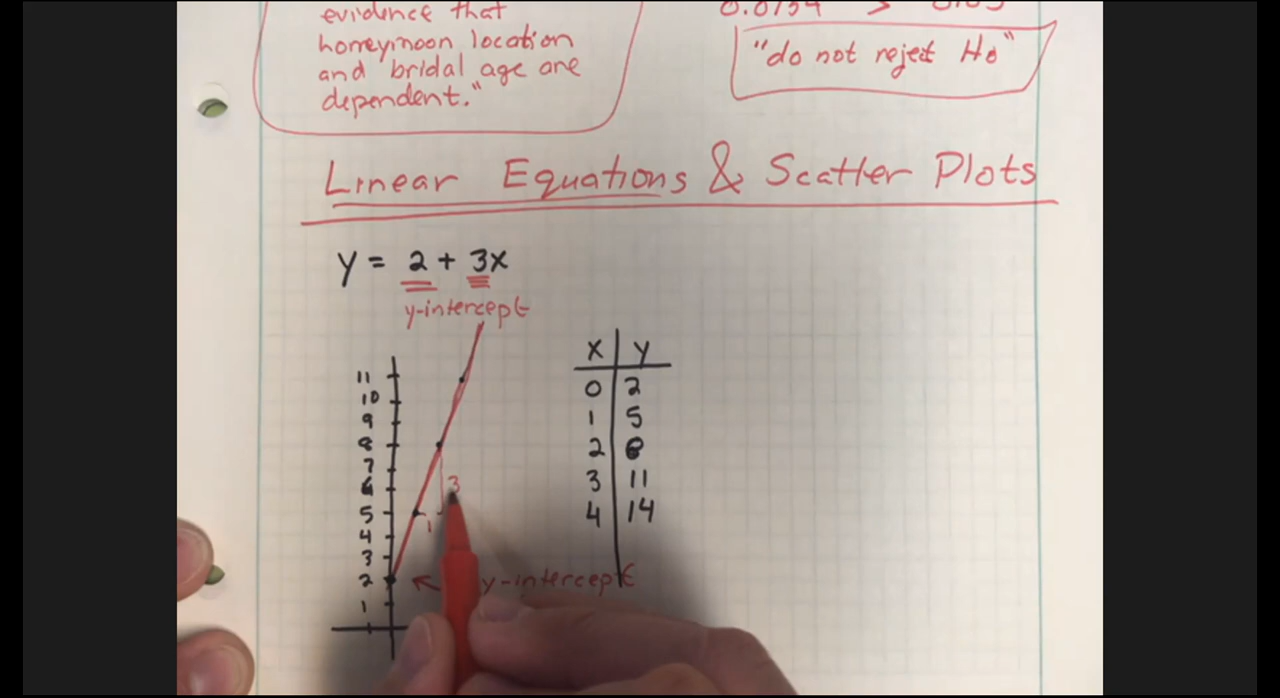 evidence that
honeymoon location
and bridal age are
dependent."
"do not reject Ho"
Linear Equations & Scatter Plots
y = 2 + 3x
y-intercept
x y
0 2
1 5
2 8
3 11
4 14
11
10
9
8
7
6
5
4
3
2
1
3
1
y-intercept